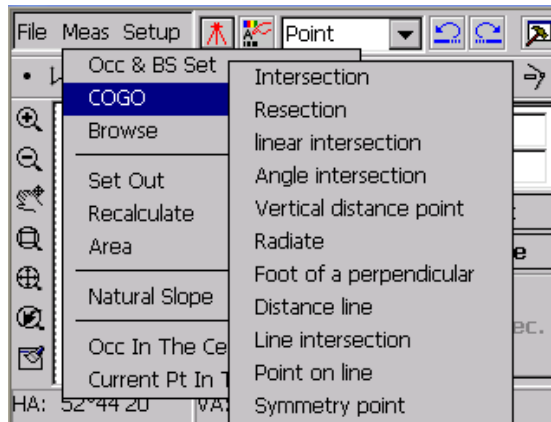 File Meas Setup Point
Occ & BS Set
COGO
Browse
Set Out
Recalculate
Area
Natural Slope
Occ In The Ce
Current Pt In T
Intersection
Resection
linear intersection
Angle intersection
Vertical distance point
Radiate
Foot of a perpendicular
Distance line
Line intersection
Point on line
Symmetry point
e
ec.
HA: 52°44'20 VA: